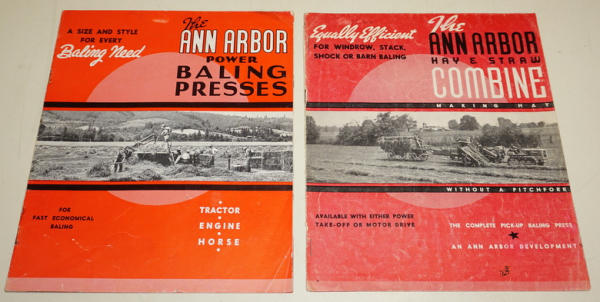 A SIZE AND STYLE
FOR EVERY
Baling Need
The
ANN ARBOR
POWER
BALING
PRESSES
FOR
FAST ECONOMICAL
BALING
TRACTOR
ENGINE
HORSE
Equally Efficient
FOR WINDROW, STACK,
SHOCK OR BARN BALING
The
ANN ARBOR
HAY & STRAW
COMBINE
MAKING HAY
WITHOUT A PITCHFORK
AVAILABLE WITH EITHER POWER
TAKE-OFF OR MOTOR DRIVE
THE COMPLETE PICK-UP BALING PRESS
AN ANN ARBOR DEVELOPMENT